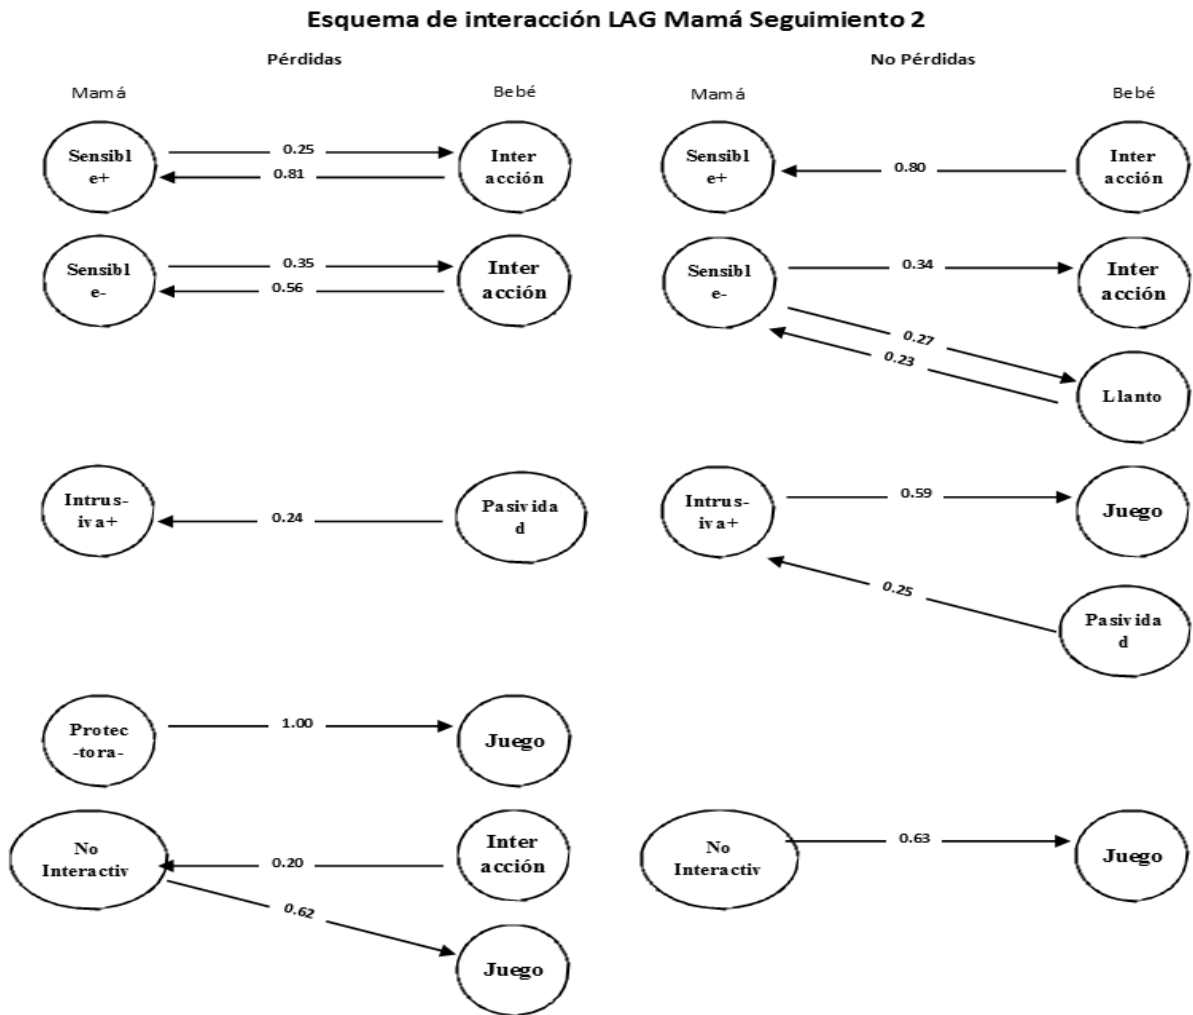 Esquema de interacción LAG Mamá Seguimiento 2
Pérdidas
No Pérdidas
Mamá
Bebé
Mamá
Bebé
Sensibl
e+
0.25
0.81
Inter
acción
Sensibl
e+
0.80
Inter
acción
Sensibl
e-
0.35
0.56
Inter
acción
Sensibl
e-
0.34
Inter
acción
0.27
0.23
Llanto
Intrus-
iva+
0.24
Pasivida
d
Intrus-
iva+
0.59
Juego
0.25
Pasivida
d
Protec
-tora-
1.00
Juego
No
Interactiv
0.20
Inter
acción
0.62
Juego
No
Interactiv
0.63
Juego